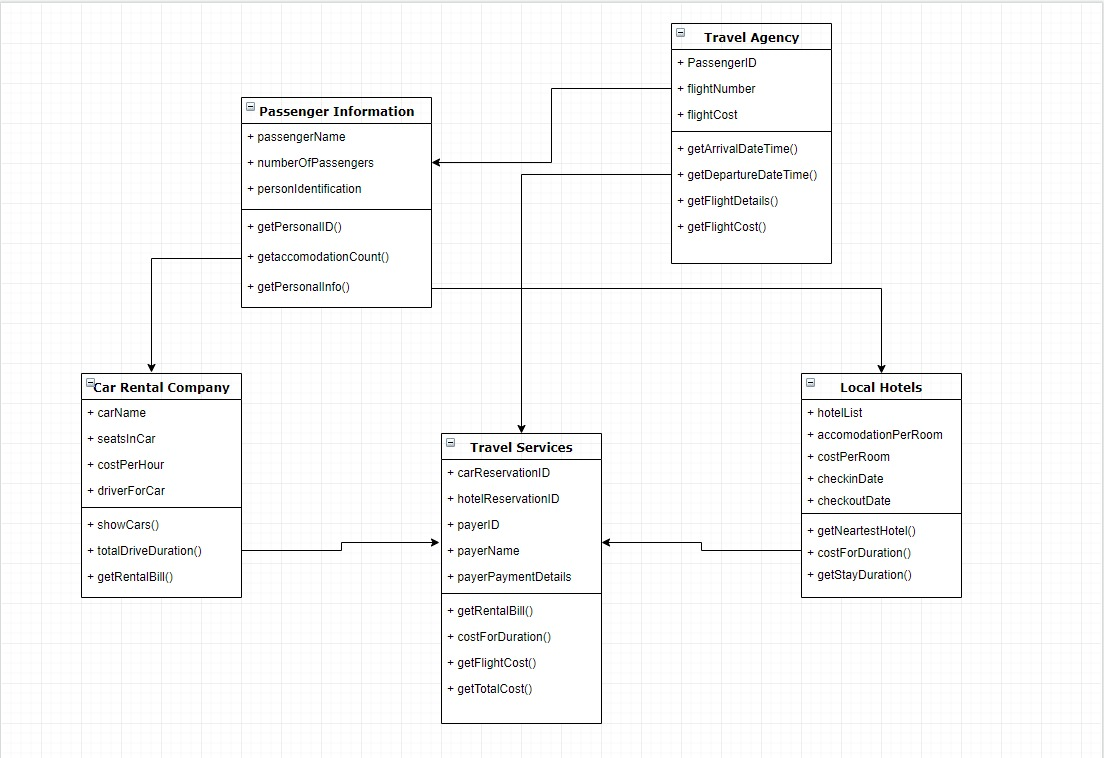 Travel Agency
+ PassengerID
+ flightNumber
+ flightCost
+ getArrivalDateTime()
+ getDepartureDateTime()
+ getFlightDetails()
+ getFlightCost()
Passenger Information
+ passengerName
+ numberOfPassengers
+ personIdentification
+ getPersonalID()
+ getaccomodationCount()
+ getPersonalInfo()
Car Rental Company
+ carName
+ seatsInCar
+ costPerHour
+ driverForCar
+ showCars()
+ totalDriveDuration()
+ getRentalBill()
Travel Services
+ carReservationID
+ hotelReservationID
+ payerID
+ payerName
+ payerPaymentDetails
+ getRentalBill()
+ costForDuration()
+ getFlightCost()
+ getTotalCost()
Local Hotels
+ hotelList
+ accomodationPerRoom
+ costPerRoom
+ checkinDate
+ checkoutDate
+ getNeartestHotel()
+ costForDuration()
+ getStayDuration()